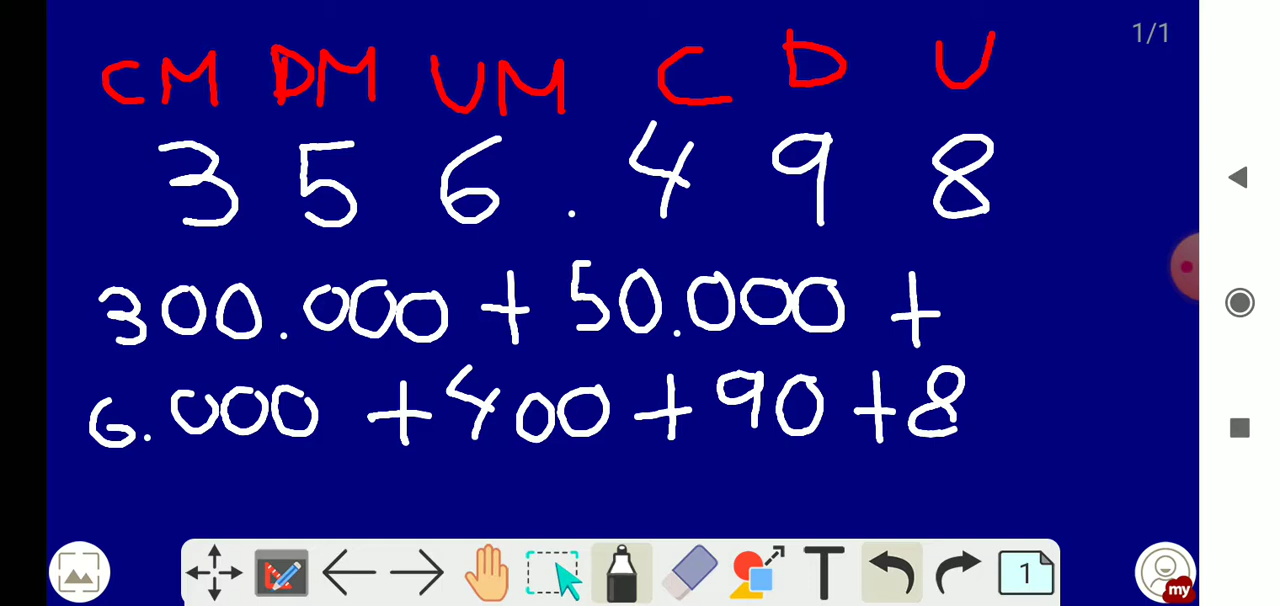 1/1
CM DM UM C D U
3 5 6 . 4 9 8
300.000 + 50.000 +
6.000 + 400 + 90 + 8
T 1
my